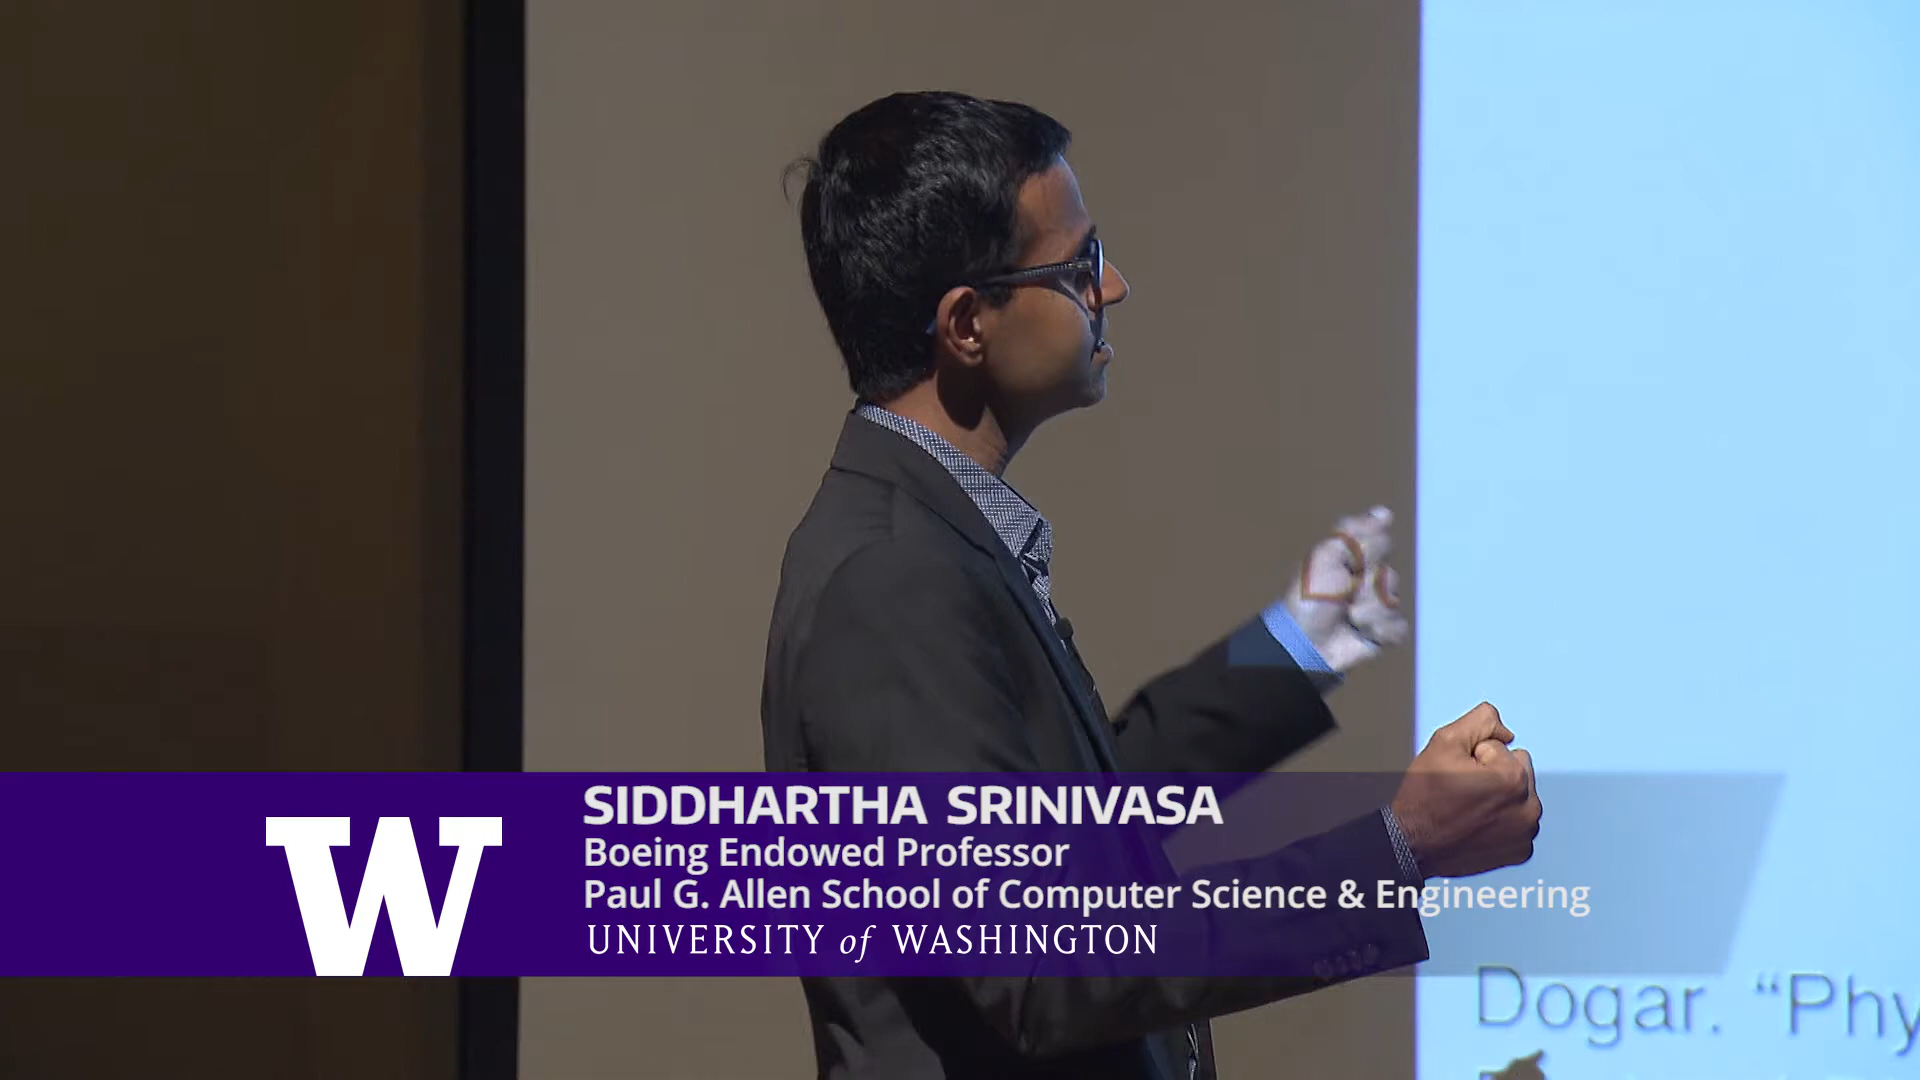 W
SIDDHARTHA SRINIVASA
Boeing Endowed Professor
Paul G. Allen School of Computer Science & Engineering
UNIVERSITY of WASHINGTON
Dogar. "Phy